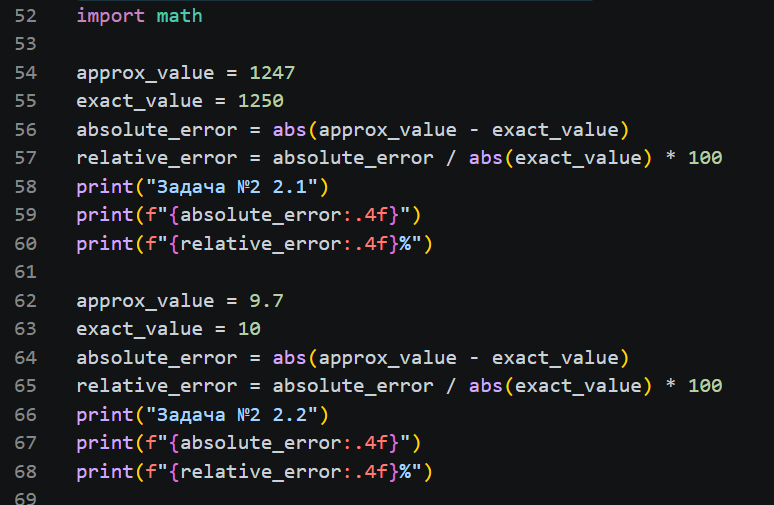 52 import math
53
54 approx_value = 1247
55 exact_value = 1250
56 absolute_error = abs(approx_value - exact_value)
57 relative_error = absolute_error / abs(exact_value) * 100
58 print("Задача №2 2.1")
59 print(f"{absolute_error:.4f}")
60 print(f"{relative_error:.4f}%")
61
62 approx_value = 9.7
63 exact_value = 10
64 absolute_error = abs(approx_value - exact_value)
65 relative_error = absolute_error / abs(exact_value) * 100
66 print("Задача №2 2.2")
67 print(f"{absolute_error:.4f}")
68 print(f"{relative_error:.4f}%")
69